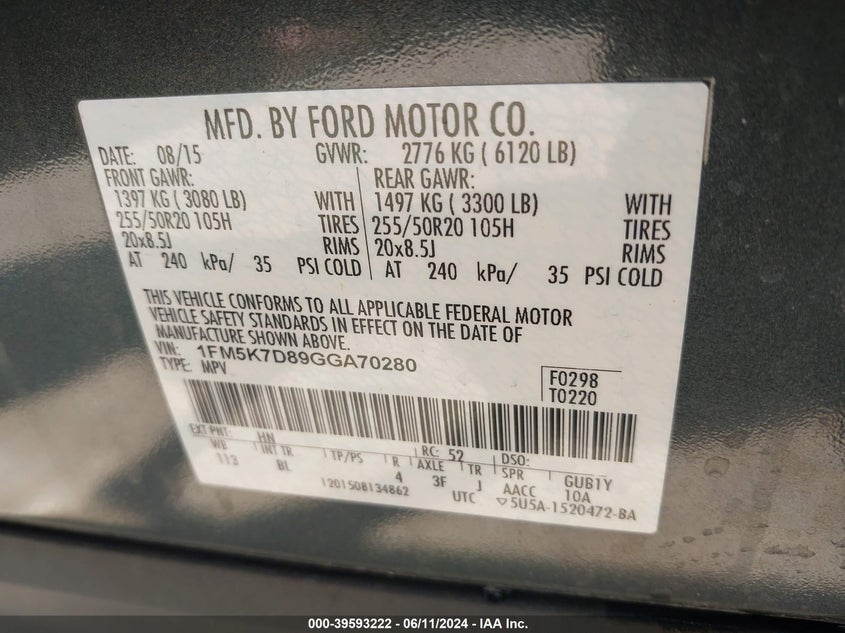 MFD. BY FORD MOTOR CO.
DATE: 08/15 GVWR: 2776 KG ( 6120 LB)
FRONT GAWR: REAR GAWR:
1397 KG ( 3080 LB) WITH 1497 KG ( 3300 LB) WITH
255/50R20 105H TIRES 255/50R20 105H TIRES
20x8.5J RIMS 20x8.5J RIMS
AT 240 kPa/ 35 PSI COLD AT 240 kPa/ 35 PSI COLD
THIS VEHICLE CONFORMS TO ALL APPLICABLE FEDERAL MOTOR
VEHICLE SAFETY STANDARDS IN EFFECT ON THE DATE OF
MANUFACTURE SHOWN ABOVE.
VIN: 1FM5K7D89GGA70280
TYPE: MPV
F0298
T0220
EXT PNT: HN RC: 52 DSO:
WB INT TR TP/PS R AXLE TR SPR GUB1Y
113 BL 4 3F J AACC 10A
1201508134862 UTC ▽5U5A-1520472-BA
000-39593222 - 06/11/2024 - IAA Inc.